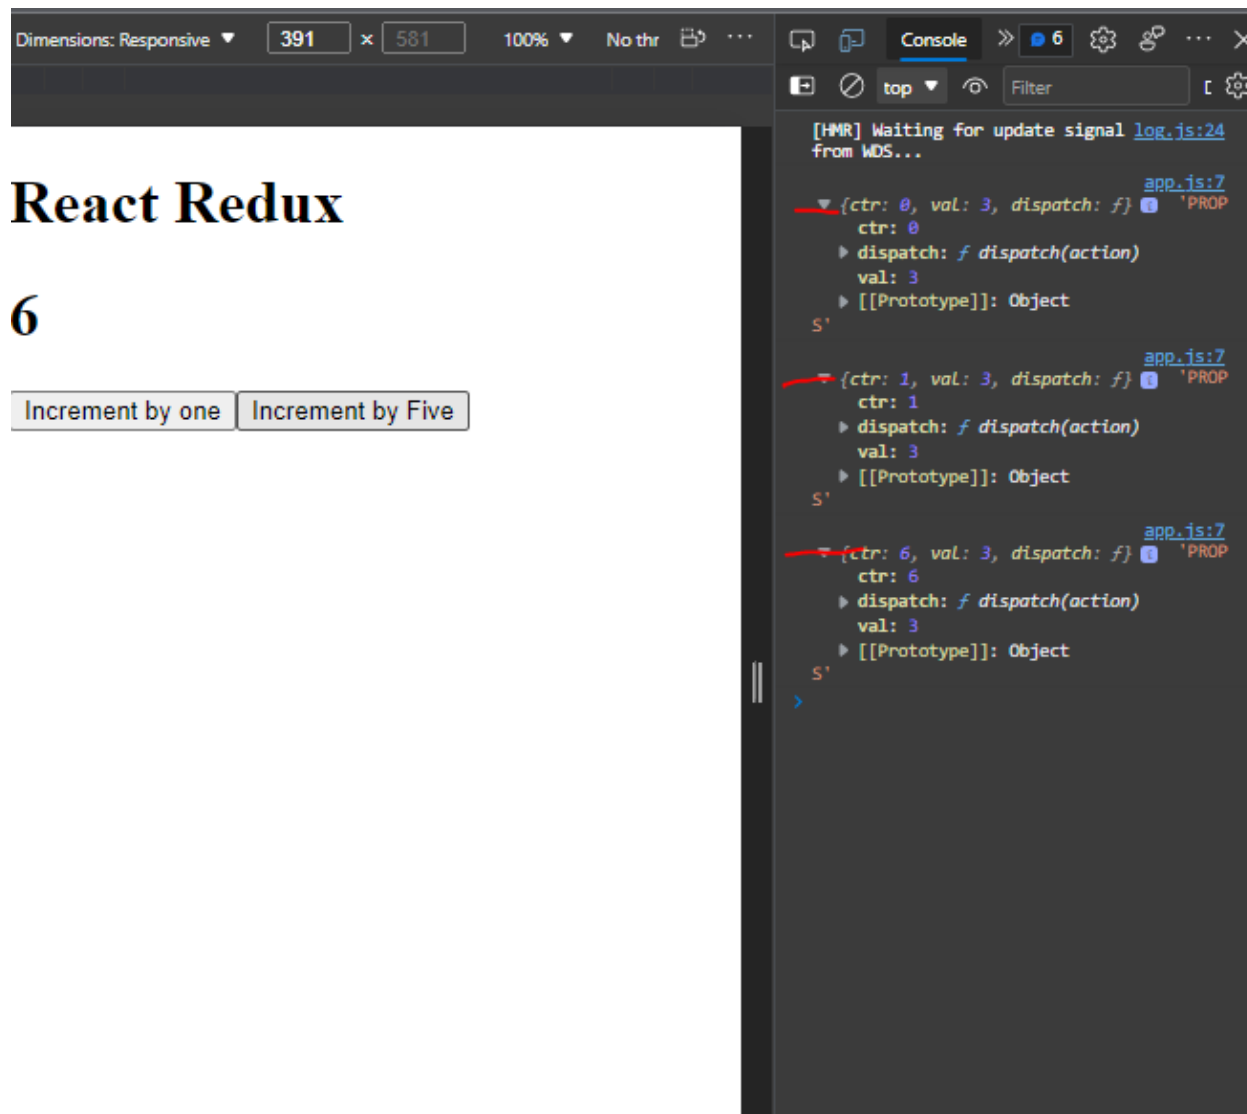 Dimensions: Responsive ▼ 391 × 581 100% ▼ No thr ···
Console » 6 ···
top ▼ Filter
React Redux
6
Increment by one Increment by Five
[HMR] Waiting for update signal log.js:24
from WDS...
app.js:7
▼ {ctr: 0, val: 3, dispatch: ƒ} i 'PROP
ctr: 0
▶ dispatch: ƒ dispatch(action)
val: 3
▶ [[Prototype]]: Object
S'
app.js:7
▼ {ctr: 1, val: 3, dispatch: ƒ} i 'PROP
ctr: 1
▶ dispatch: ƒ dispatch(action)
val: 3
▶ [[Prototype]]: Object
S'
app.js:7
▼ {ctr: 6, val: 3, dispatch: ƒ} i 'PROP
ctr: 6
▶ dispatch: ƒ dispatch(action)
val: 3
▶ [[Prototype]]: Object
S'
>